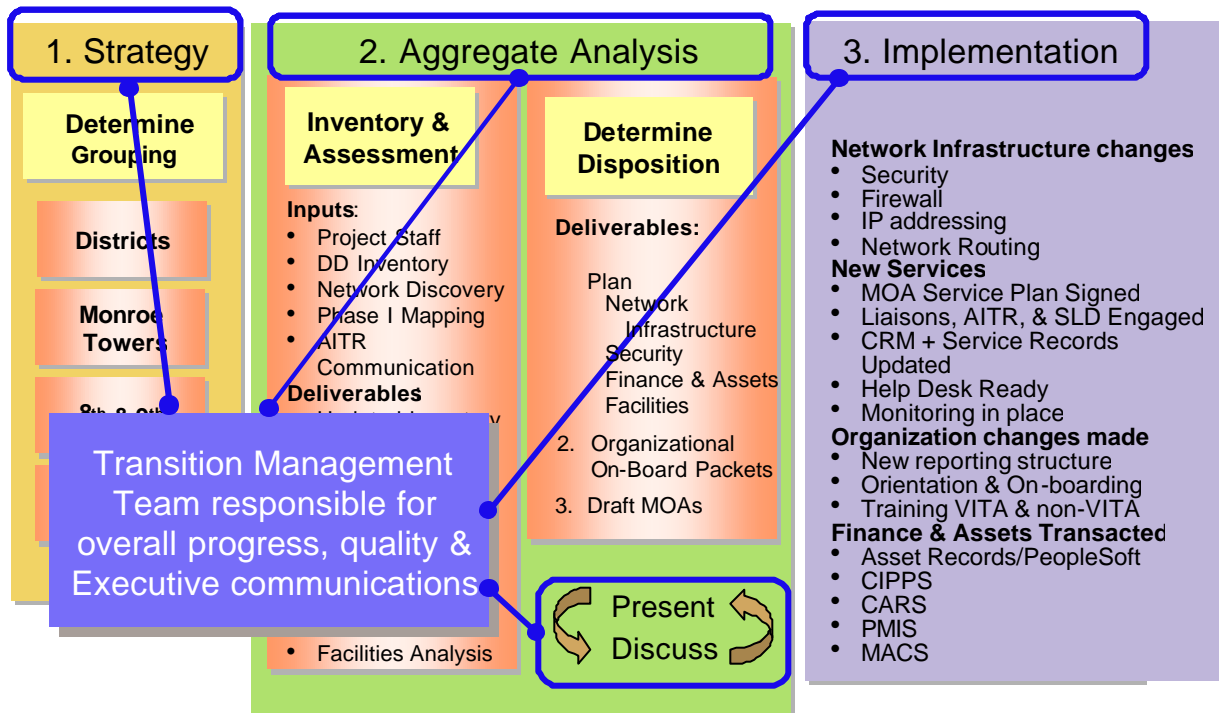 1. Strategy
Determine
Grouping
Districts
Monroe
Towers
2. Aggregate Analysis
Inventory &
Assessment
Inputs:
• Project Staff
• DD Inventory
• Network Discovery
• Phase I Mapping
• AITR
Communication
Deliverables:
• Facilities Analysis
Determine
Disposition
Deliverables:
Plan
Network
Infrastructure
Security
Finance & Assets
Facilities
2. Organizational
On-Board Packets
3. Draft MOAs
Present
Discuss
Transition Management
Team responsible for
overall progress, quality &
Executive communications
3. Implementation
Network Infrastructure changes
• Security
• Firewall
• IP addressing
• Network Routing
New Services
• MOA Service Plan Signed
• Liaisons, AITR, & SLD Engaged
• CRM + Service Records
Updated
• Help Desk Ready
• Monitoring in place
Organization changes made
• New reporting structure
• Orientation & On-boarding
• Training VITA & non-VITA
Finance & Assets Transacted
• Asset Records/PeopleSoft
• CIPPS
• CARS
• PMIS
• MACS